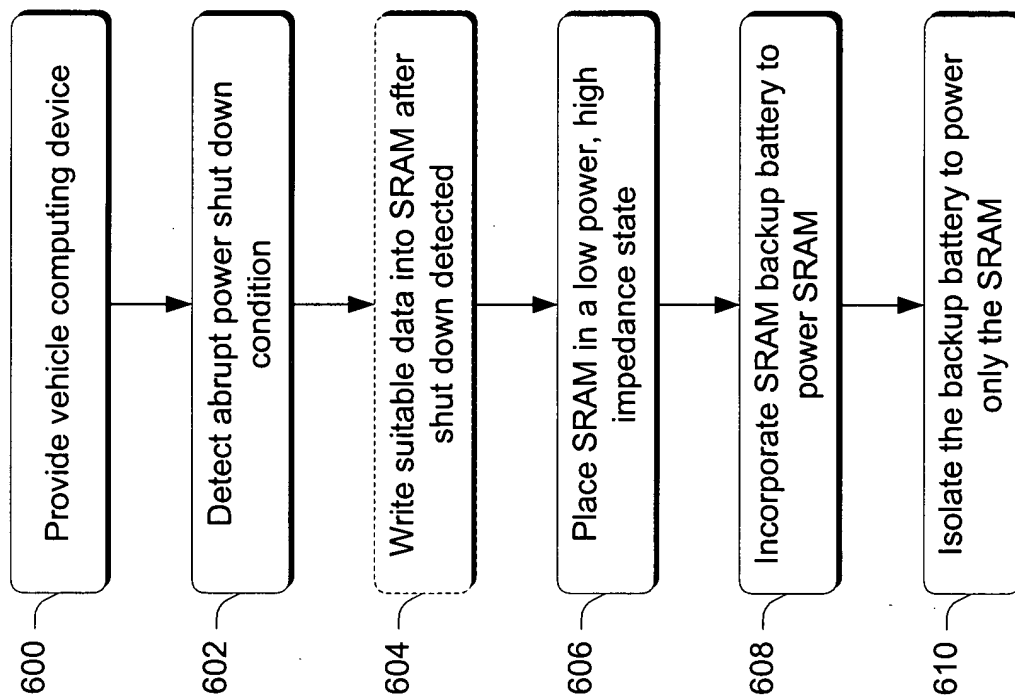 600
Provide vehicle computing device
602
Detect abrupt power shut down
condition
604
Write suitable data into SRAM after
shut down detected
606
Place SRAM in a low power, high
impedance state
608
Incorporate SRAM backup battery to
power SRAM
610
Isolate the backup battery to power
only the SRAM